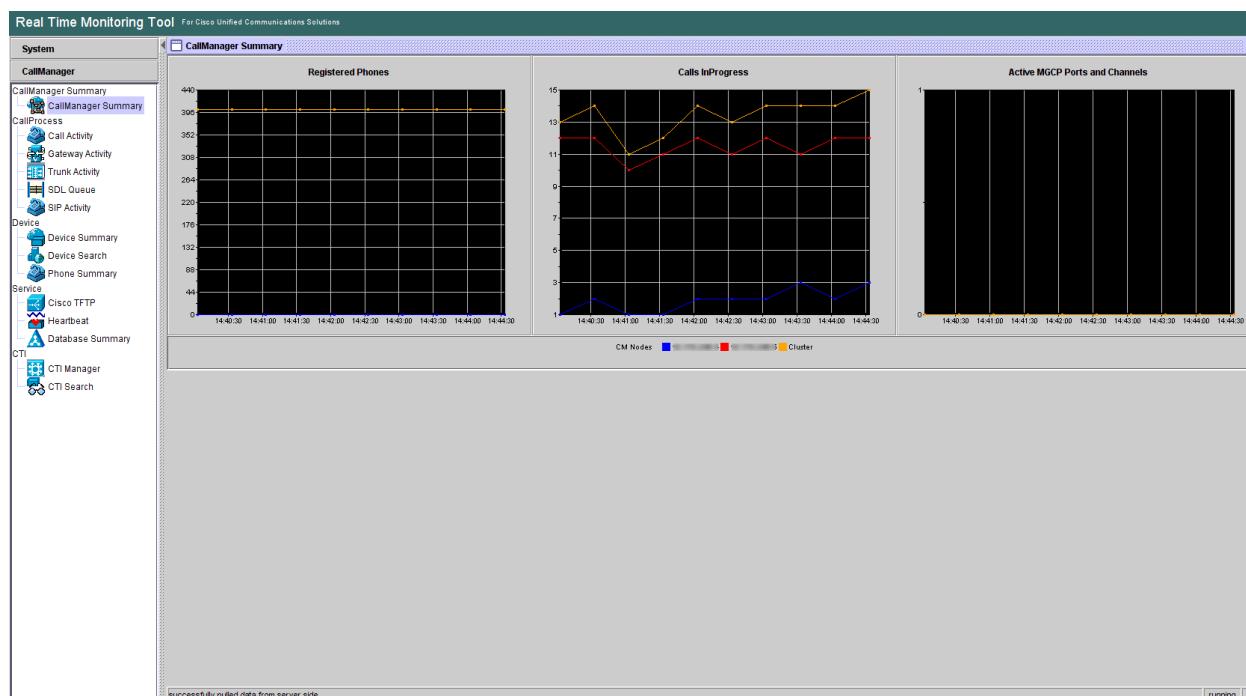 Real Time Monitoring Tool For Cisco Unified Communications Solutions
System
CallManager
CallManager Summary
CallManager Summary
CallProcess
Call Activity
Gateway Activity
Trunk Activity
SDL Queue
SIP Activity
Device
Device Summary
Device Search
Phone Summary
Service
Cisco TFTP
Heartbeat
Database Summary
CTI
CTI Manager
CTI Search
CallManager Summary
Registered Phones
440
396
352
308
264
220
176
132
88
44
0
14:40:30 14:41:00 14:41:30 14:42:00 14:42:30 14:43:00 14:43:30 14:44:00 14:44:30
Calls InProgress
15
13
11
9
7
5
3
1
14:40:30 14:41:00 14:41:30 14:42:00 14:42:30 14:43:00 14:43:30 14:44:00 14:44:30
Active MGCP Ports and Channels
1
0
14:40:30 14:41:00 14:41:30 14:42:00 14:42:30 14:43:00 14:43:30 14:44:00 14:44:30
CM Nodes Cluster
successfully pulled data from server side
running